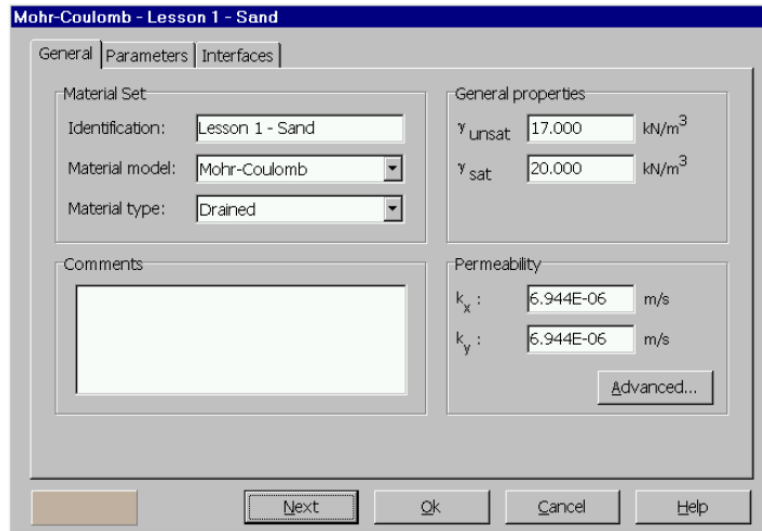 Mohr-Coulomb - Lesson 1 - Sand
General Parameters Interfaces
Material Set
Identification: Lesson 1 - Sand
Material model: Mohr-Coulomb
Material type: Drained
General properties
γ unsat 17.000 kN/m³
γ sat 20.000 kN/m³
Comments
Permeability
kx : 6.944E-06 m/s
ky : 6.944E-06 m/s
Advanced...
Next Ok Cancel Help